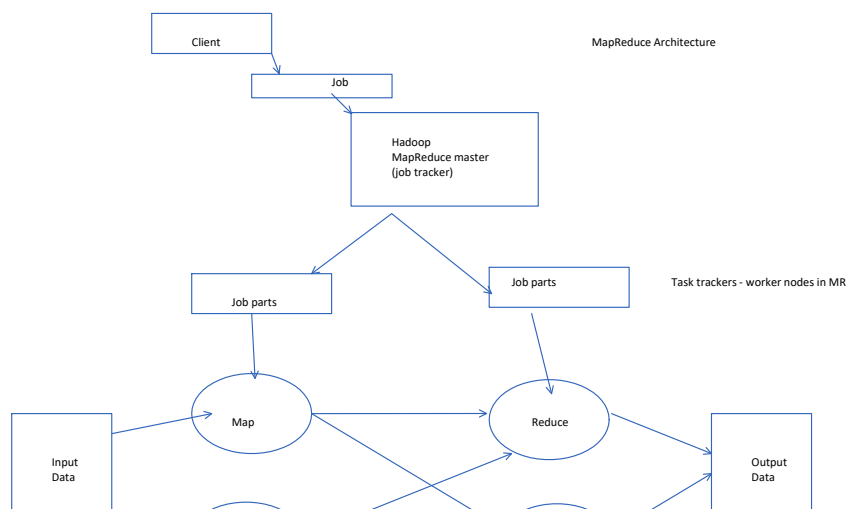 Client
MapReduce Architecture
Job
Hadoop
MapReduce master
(job tracker)
Job parts
Job parts
Task trackers - worker nodes in MR
Map
Reduce
Input
Data
Output
Data